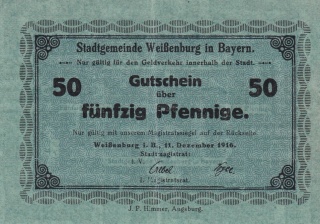 Stadtgemeinde Weißenburg in Bayern.
Nur gültig für den Geldverkehr innerhalb der Stadt.
50 Gutschein 50
über
fünfzig Pfennige.
Nur gültig mit unserem Magistratssiegel auf der Rückseite
Weißenburg i. B., 11. Dezember 1916.
Stadtmagistrat:
I. V.
J. P. Himmer, Augsburg.